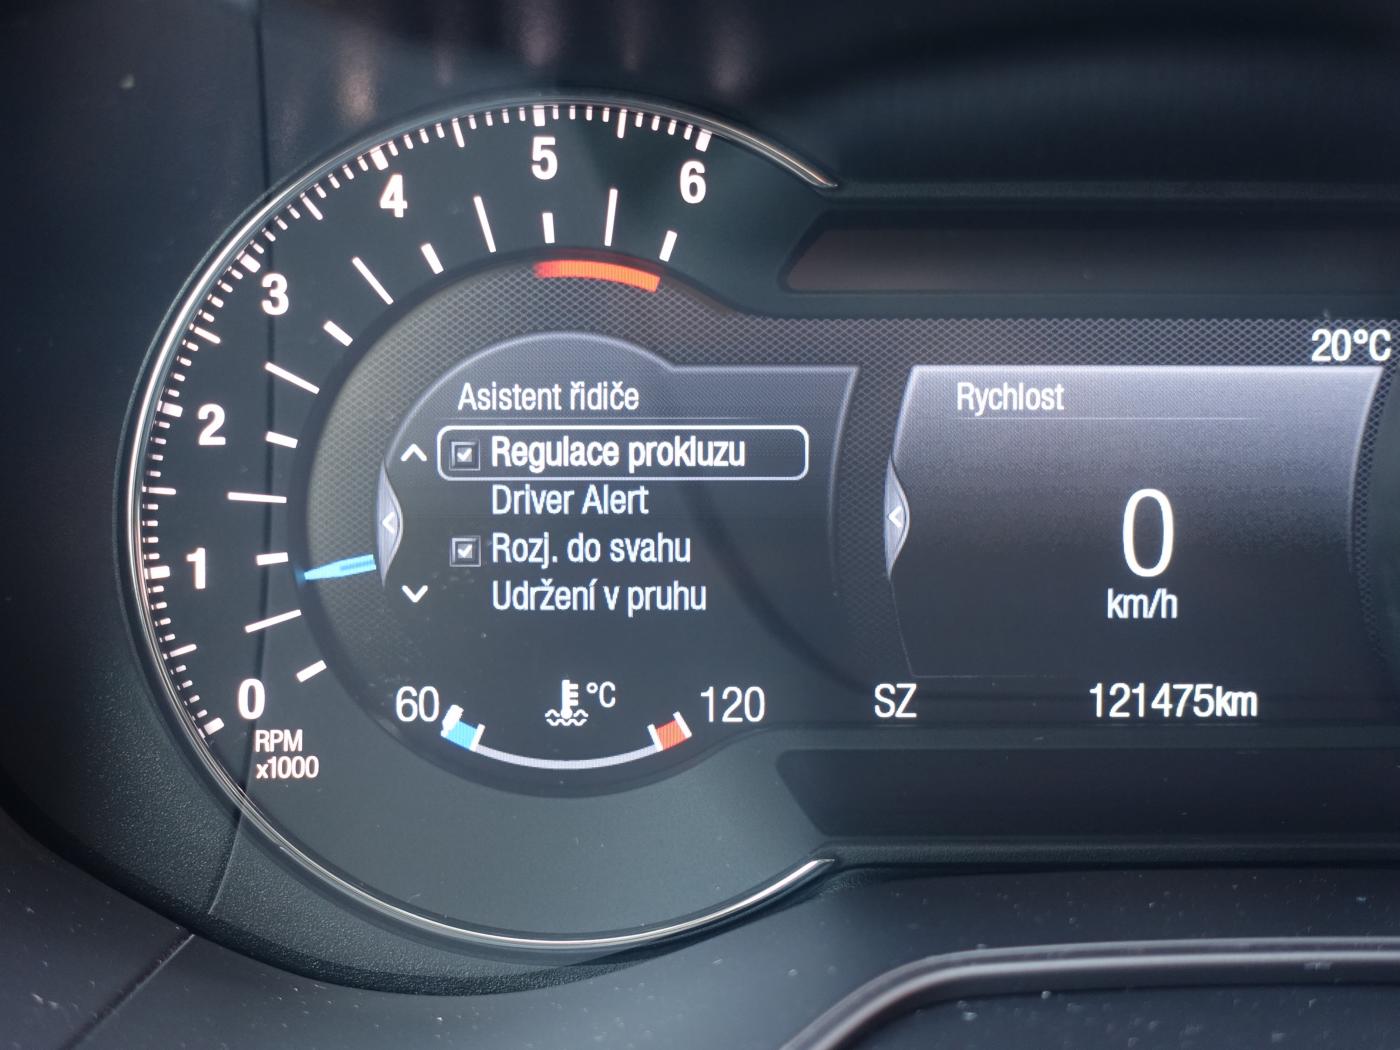 6
5
4
3
2
1
0
RPM
x1000
Asistent řidiče
Regulace prokluzu
Driver Alert
Rozj. do svahu
Udržení v pruhu
60
°C
120
20°C
Rychlost
0
km/h
SZ
121475km